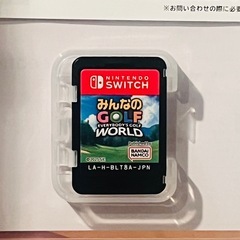 ※お問い合わせの際に必
NINTENDO
SWITCH
みんなの
GOLF
EVERYBODY'S GOLF
WORLD
BANDAI
NAMCO
LA-H-BLT8A-JPN